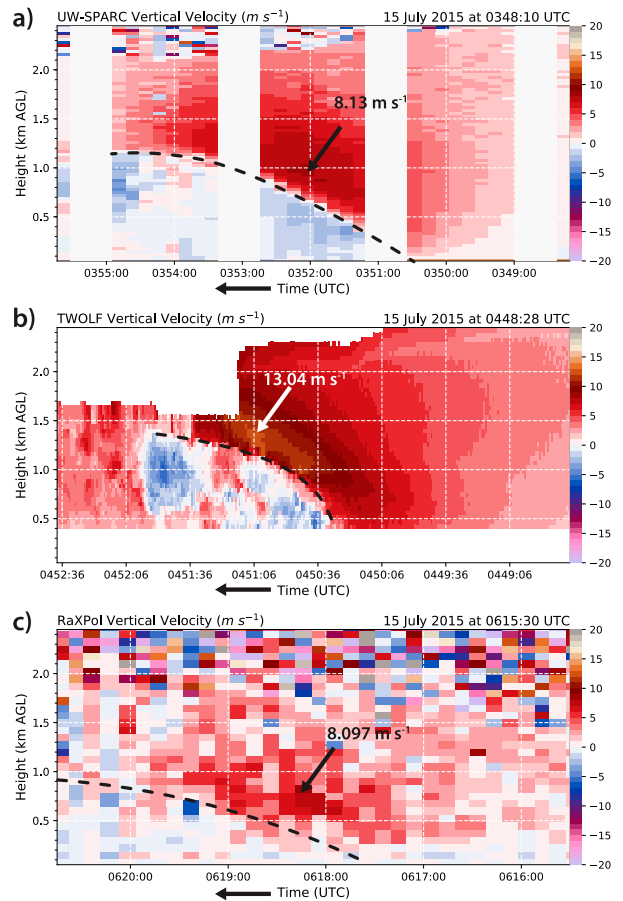 a)
UW-SPARC Vertical Velocity (m s⁻¹) 15 July 2015 at 0348:10 UTC
20
15
10
5
0
−5
−10
−15
−20
2.0
1.5
1.0
0.5
Height (km AGL)
8.13 m s⁻¹
0355:00 0354:00 0353:00 0352:00 0351:00 0350:00 0349:00
Time (UTC)
b)
TWOLF Vertical Velocity (m s⁻¹) 15 July 2015 at 0448:28 UTC
20
15
10
5
0
−5
−10
−15
−20
2.0
1.5
1.0
0.5
Height (km AGL)
13.04 m s⁻¹
0452:36 0452:06 0451:36 0451:06 0450:36 0450:06 0449:36 0449:06
Time (UTC)
c)
RaXPol Vertical Velocity (m s⁻¹) 15 July 2015 at 0615:30 UTC
20
15
10
5
0
−5
−10
−15
−20
2.0
1.5
1.0
0.5
Height (km AGL)
8.097 m s⁻¹
0620:00 0619:00 0618:00 0617:00 0616:00
Time (UTC)